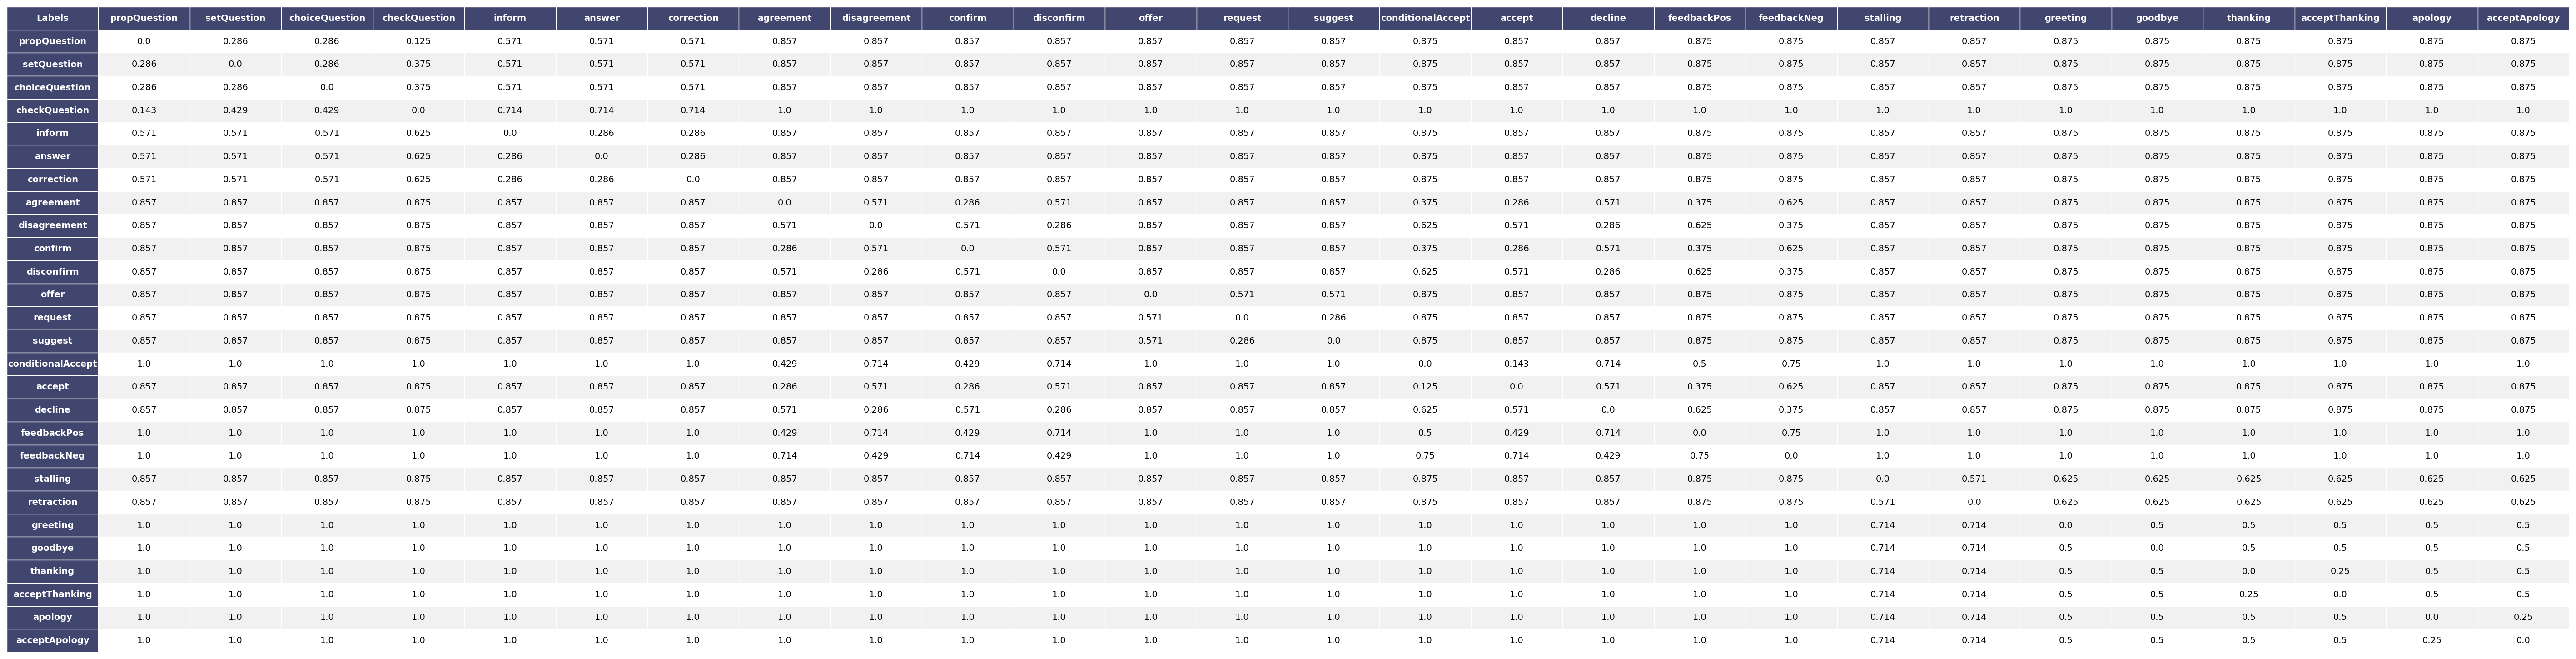 Labels propQuestion setQuestion choiceQuestion checkQuestion inform answer correction agreement disagreement confirm disconfirm offer request suggest conditionalAccept accept decline feedbackPos feedbackNeg stalling retraction greeting goodbye thanking acceptThanking apology acceptApology
propQuestion 0.0 0.286 0.286 0.125 0.571 0.571 0.571 0.857 0.857 0.857 0.857 0.857 0.857 0.857 0.875 0.857 0.857 0.875 0.875 0.857 0.857 0.875 0.875 0.875 0.875 0.875 0.875
setQuestion 0.286 0.0 0.286 0.375 0.571 0.571 0.571 0.857 0.857 0.857 0.857 0.857 0.857 0.857 0.875 0.857 0.857 0.875 0.875 0.857 0.857 0.875 0.875 0.875 0.875 0.875 0.875
choiceQuestion 0.286 0.286 0.0 0.375 0.571 0.571 0.571 0.857 0.857 0.857 0.857 0.857 0.857 0.857 0.875 0.857 0.857 0.875 0.875 0.857 0.857 0.875 0.875 0.875 0.875 0.875 0.875
checkQuestion 0.143 0.429 0.429 0.0 0.714 0.714 0.714 1.0 1.0 1.0 1.0 1.0 1.0 1.0 1.0 1.0 1.0 1.0 1.0 1.0 1.0 1.0 1.0 1.0 1.0 1.0 1.0
inform 0.571 0.571 0.571 0.625 0.0 0.286 0.286 0.857 0.857 0.857 0.857 0.857 0.857 0.857 0.875 0.857 0.857 0.875 0.875 0.857 0.857 0.875 0.875 0.875 0.875 0.875 0.875
answer 0.571 0.571 0.571 0.625 0.286 0.0 0.286 0.857 0.857 0.857 0.857 0.857 0.857 0.857 0.875 0.857 0.857 0.875 0.875 0.857 0.857 0.875 0.875 0.875 0.875 0.875 0.875
correction 0.571 0.571 0.571 0.625 0.286 0.286 0.0 0.857 0.857 0.857 0.857 0.857 0.857 0.857 0.875 0.857 0.857 0.875 0.875 0.857 0.857 0.875 0.875 0.875 0.875 0.875 0.875
agreement 0.857 0.857 0.857 0.875 0.857 0.857 0.857 0.0 0.571 0.286 0.571 0.857 0.857 0.857 0.375 0.286 0.571 0.375 0.625 0.857 0.857 0.875 0.875 0.875 0.875 0.875 0.875
disagreement 0.857 0.857 0.857 0.875 0.857 0.857 0.857 0.571 0.0 0.571 0.286 0.857 0.857 0.857 0.625 0.571 0.286 0.625 0.375 0.857 0.857 0.875 0.875 0.875 0.875 0.875 0.875
confirm 0.857 0.857 0.857 0.875 0.857 0.857 0.857 0.286 0.571 0.0 0.571 0.857 0.857 0.857 0.375 0.286 0.571 0.375 0.625 0.857 0.857 0.875 0.875 0.875 0.875 0.875 0.875
disconfirm 0.857 0.857 0.857 0.875 0.857 0.857 0.857 0.571 0.286 0.571 0.0 0.857 0.857 0.857 0.625 0.571 0.286 0.625 0.375 0.857 0.857 0.875 0.875 0.875 0.875 0.875 0.875
offer 0.857 0.857 0.857 0.875 0.857 0.857 0.857 0.857 0.857 0.857 0.857 0.0 0.571 0.571 0.875 0.857 0.857 0.875 0.875 0.857 0.857 0.875 0.875 0.875 0.875 0.875 0.875
request 0.857 0.857 0.857 0.875 0.857 0.857 0.857 0.857 0.857 0.857 0.857 0.571 0.0 0.286 0.875 0.857 0.857 0.875 0.875 0.857 0.857 0.875 0.875 0.875 0.875 0.875 0.875
suggest 0.857 0.857 0.857 0.875 0.857 0.857 0.857 0.857 0.857 0.857 0.857 0.571 0.286 0.0 0.875 0.857 0.857 0.875 0.875 0.857 0.857 0.875 0.875 0.875 0.875 0.875 0.875
conditionalAccept 1.0 1.0 1.0 1.0 1.0 1.0 1.0 0.429 0.714 0.429 0.714 1.0 1.0 1.0 0.0 0.143 0.714 0.5 0.75 1.0 1.0 1.0 1.0 1.0 1.0 1.0 1.0
accept 0.857 0.857 0.857 0.875 0.857 0.857 0.857 0.286 0.571 0.286 0.571 0.857 0.857 0.857 0.125 0.0 0.571 0.375 0.625 0.857 0.857 0.875 0.875 0.875 0.875 0.875 0.875
decline 0.857 0.857 0.857 0.875 0.857 0.857 0.857 0.571 0.286 0.571 0.286 0.857 0.857 0.857 0.625 0.571 0.0 0.625 0.375 0.857 0.857 0.875 0.875 0.875 0.875 0.875 0.875
feedbackPos 1.0 1.0 1.0 1.0 1.0 1.0 1.0 0.429 0.714 0.429 0.714 1.0 1.0 1.0 0.5 0.429 0.714 0.0 0.75 1.0 1.0 1.0 1.0 1.0 1.0 1.0 1.0
feedbackNeg 1.0 1.0 1.0 1.0 1.0 1.0 1.0 0.714 0.429 0.714 0.429 1.0 1.0 1.0 0.75 0.714 0.429 0.75 0.0 1.0 1.0 1.0 1.0 1.0 1.0 1.0 1.0
stalling 0.857 0.857 0.857 0.875 0.857 0.857 0.857 0.857 0.857 0.857 0.857 0.857 0.857 0.857 0.875 0.857 0.857 0.875 0.875 0.0 0.571 0.625 0.625 0.625 0.625 0.625 0.625
retraction 0.857 0.857 0.857 0.875 0.857 0.857 0.857 0.857 0.857 0.857 0.857 0.857 0.857 0.857 0.875 0.857 0.857 0.875 0.875 0.571 0.0 0.625 0.625 0.625 0.625 0.625 0.625
greeting 1.0 1.0 1.0 1.0 1.0 1.0 1.0 1.0 1.0 1.0 1.0 1.0 1.0 1.0 1.0 1.0 1.0 1.0 1.0 0.714 0.714 0.0 0.5 0.5 0.5 0.5 0.5
goodbye 1.0 1.0 1.0 1.0 1.0 1.0 1.0 1.0 1.0 1.0 1.0 1.0 1.0 1.0 1.0 1.0 1.0 1.0 1.0 0.714 0.714 0.5 0.0 0.5 0.5 0.5 0.5
thanking 1.0 1.0 1.0 1.0 1.0 1.0 1.0 1.0 1.0 1.0 1.0 1.0 1.0 1.0 1.0 1.0 1.0 1.0 1.0 0.714 0.714 0.5 0.5 0.0 0.25 0.5 0.5
acceptThanking 1.0 1.0 1.0 1.0 1.0 1.0 1.0 1.0 1.0 1.0 1.0 1.0 1.0 1.0 1.0 1.0 1.0 1.0 1.0 0.714 0.714 0.5 0.5 0.25 0.0 0.5 0.5
apology 1.0 1.0 1.0 1.0 1.0 1.0 1.0 1.0 1.0 1.0 1.0 1.0 1.0 1.0 1.0 1.0 1.0 1.0 1.0 0.714 0.714 0.5 0.5 0.5 0.5 0.0 0.25
acceptApology 1.0 1.0 1.0 1.0 1.0 1.0 1.0 1.0 1.0 1.0 1.0 1.0 1.0 1.0 1.0 1.0 1.0 1.0 1.0 0.714 0.714 0.5 0.5 0.5 0.5 0.25 0.0